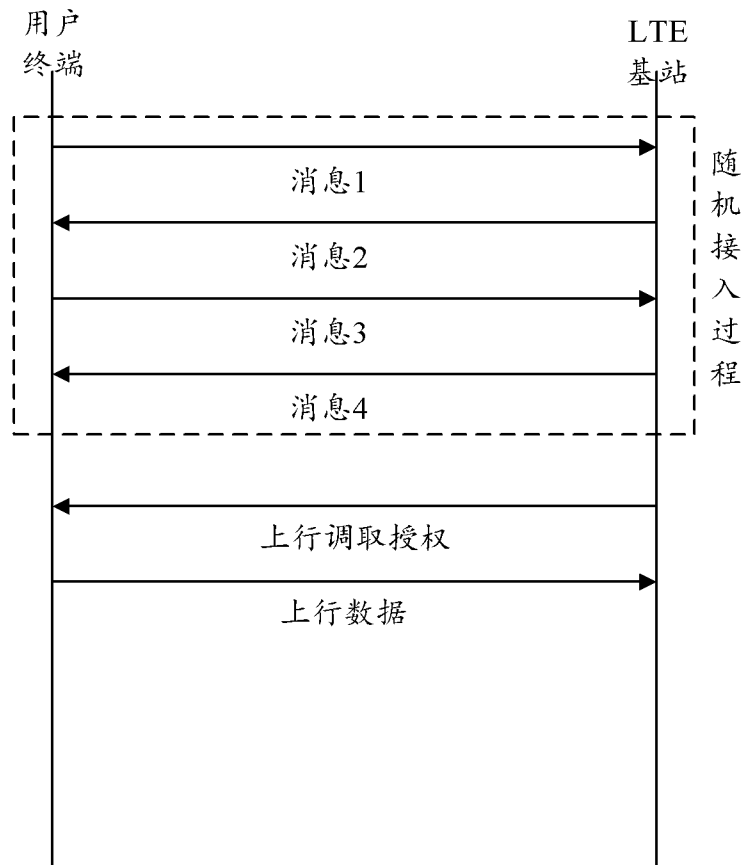 用户
终端
LTE
基站
消息1
消息2
消息3
消息4
随
机
接
入
过
程
上行调取授权
上行数据